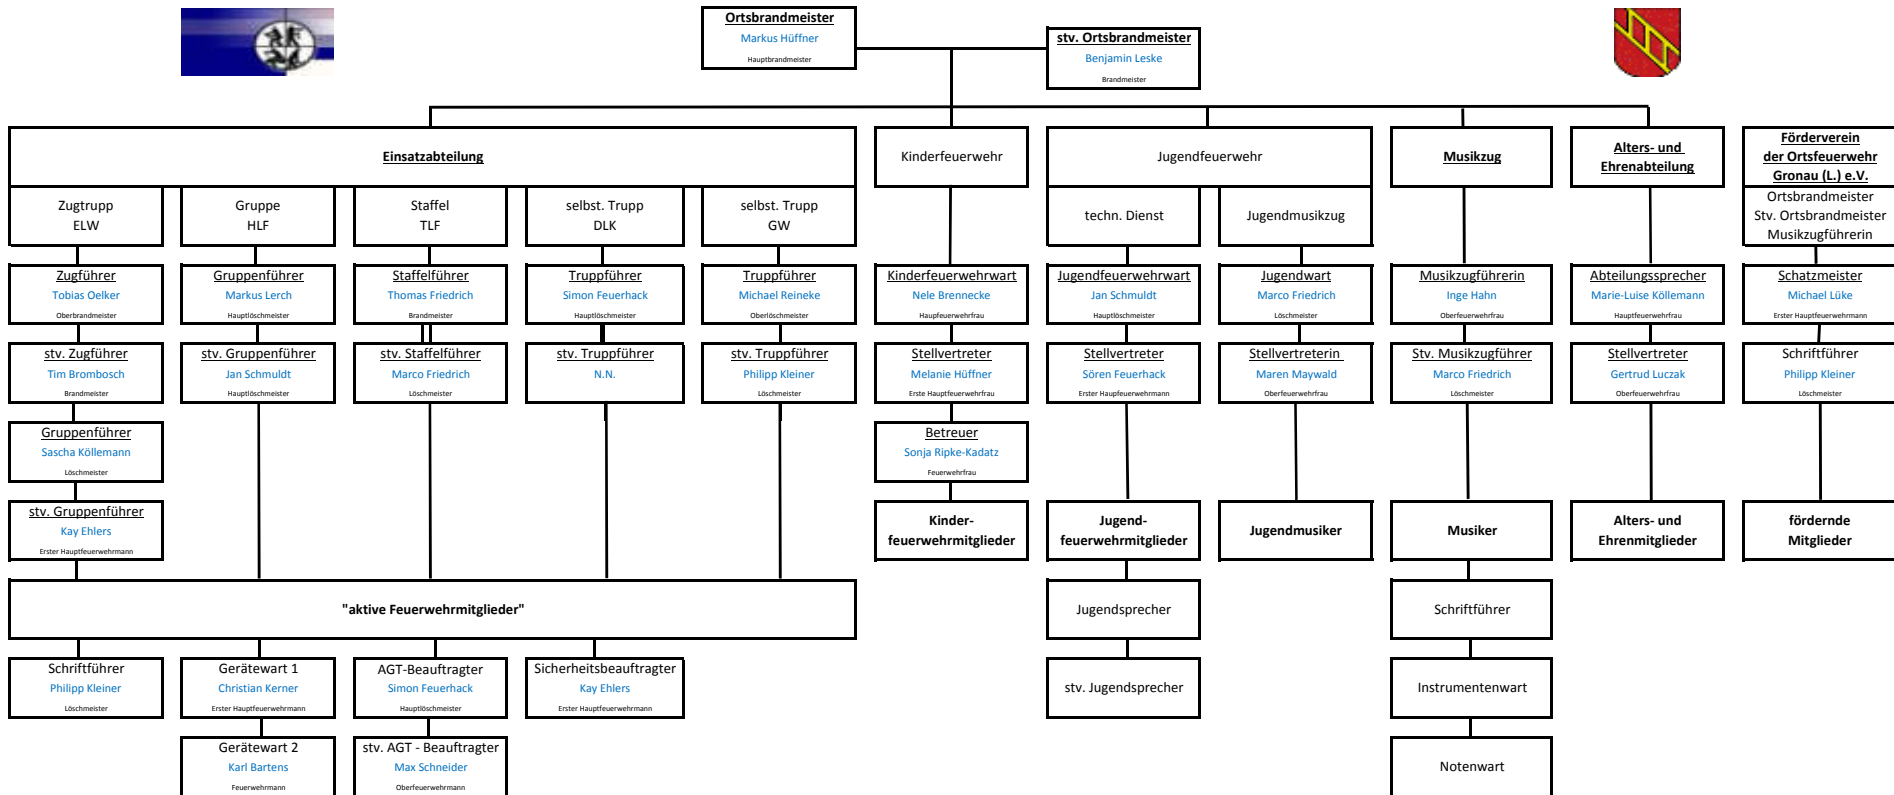 Ortsbrandmeister
Markus Hüffner
Hauptbrandmeister
stv. Ortsbrandmeister
Benjamin Leske
Brandmeister
Einsatzabteilung
Kinderfeuerwehr
Jugendfeuerwehr
Musikzug
Alters- und
Ehrenabteilung
Förderverein
der Ortsfeuerwehr
Gronau (L.) e.V.
Zugtrupp
ELW
Gruppe
HLF
Staffel
TLF
selbst. Trupp
DLK
selbst. Trupp
GW
techn. Dienst
Jugendmusikzug
Ortsbrandmeister
Stv. Ortsbrandmeister
Musikzugführerin
Zugführer
Tobias Oelker
Oberbrandmeister
Gruppenführer
Markus Lerch
Hauptlöschmeister
Staffelführer
Thomas Friedrich
Brandmeister
Truppführer
Simon Feuerhack
Hauptlöschmeister
Truppführer
Michael Reineke
Oberlöschmeister
Kinderfeuerwehrwart
Nele Brennecke
Haupfeuerwehrfrau
Jugendfeuerwehrwart
Jan Schmuldt
Hauptlöschmeister
Jugendwart
Marco Friedrich
Löschmeister
Musikzugführerin
Inge Hahn
Oberfeuerwehrfrau
Abteilungssprecher
Marie-Luise Köllemann
Hauptfeuerwehrfrau
Schatzmeister
Michael Lüke
Erster Hauptfeuerwehrmann
stv. Zugführer
Tim Brombosch
Brandmeister
stv. Gruppenführer
Jan Schmuldt
Hauptlöschmeister
stv. Staffelführer
Marco Friedrich
Löschmeister
stv. Truppführer
N.N.
stv. Truppführer
Philipp Kleiner
Löschmeister
Stellvertreter
Melanie Hüffner
Erste Hauptfeuerwehrfrau
Stellvertreter
Sören Feuerhack
Erster Haupfeuerwehrmann
Stellvertreterin
Maren Maywald
Oberfeuerwehrfrau
Stv. Musikzugführer
Marco Friedrich
Löschmeister
Stellvertreter
Gertrud Luczak
Oberfeuerwehrfrau
Schriftführer
Philipp Kleiner
Löschmeister
Gruppenführer
Sascha Köllemann
Löschmeister
Betreuer
Sonja Ripke-Kadatz
Feuerwehrfrau
stv. Gruppenführer
Kay Ehlers
Erster Hauptfeuerwehrmann
Kinder-
feuerwehrmitglieder
Jugend-
feuerwehrmitglieder
Jugendmusiker
Musiker
Alters- und
Ehrenmitglieder
fördernde
Mitglieder
"aktive Feuerwehrmitglieder"
Jugendsprecher
Schriftführer
Schriftführer
Philipp Kleiner
Löschmeister
Gerätewart 1
Christian Kerner
Erster Hauptfeuerwehrmann
AGT-Beauftragter
Simon Feuerhack
Hauptlöschmeister
Sicherheitsbeauftragter
Kay Ehlers
Erster Hauptfeuerwehrmann
stv. Jugendsprecher
Instrumentenwart
Gerätewart 2
Karl Bartens
Feuerwehrmann
stv. AGT - Beauftragter
Max Schneider
Oberfeuerwehrmann
Notenwart